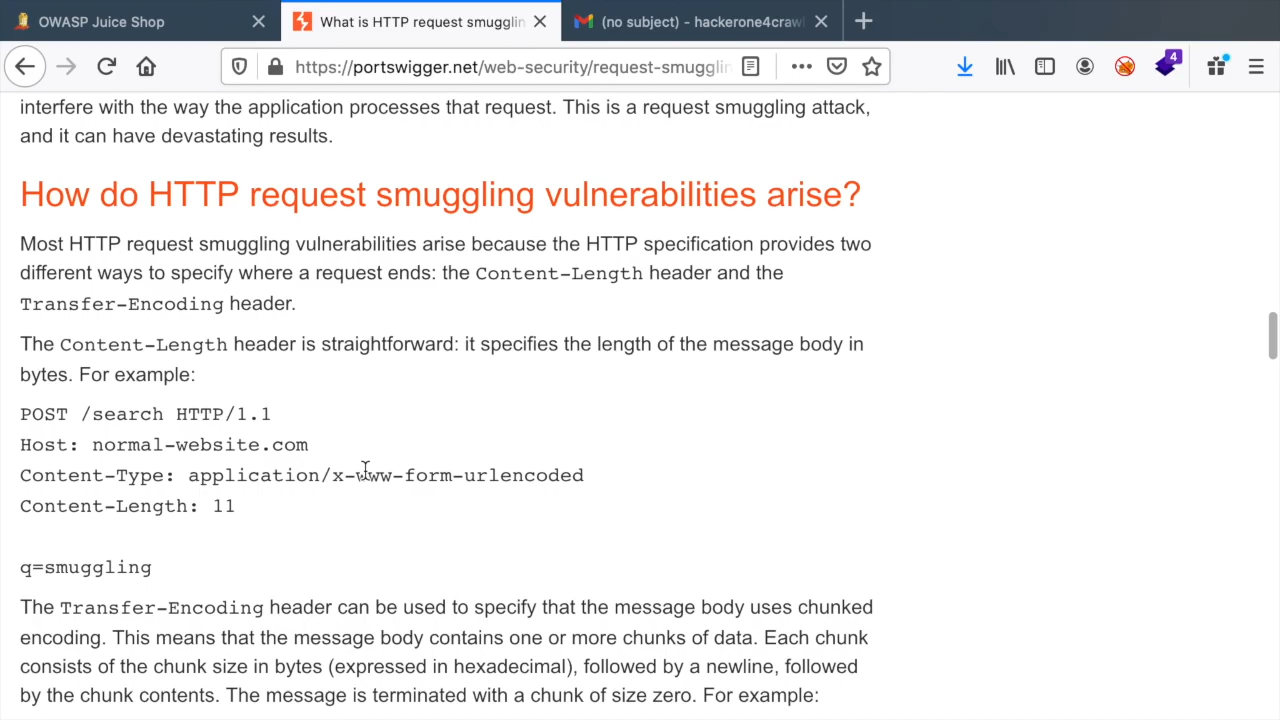 OWASP Juice Shop
What is HTTP request smugglin
(no subject) - hackerone4craw
https://portswigger.net/web-security/request-smugglin
4
interfere with the way the application processes that request. This is a request smuggling attack,
and it can have devastating results.
How do HTTP request smuggling vulnerabilities arise?
Most HTTP request smuggling vulnerabilities arise because the HTTP specification provides two
different ways to specify where a request ends: the Content-Length header and the
Transfer-Encoding header.
The Content-Length header is straightforward: it specifies the length of the message body in
bytes. For example:
POST /search HTTP/1.1
Host: normal-website.com
Content-Type: application/x-www-form-urlencoded
Content-Length: 11
q=smuggling
The Transfer-Encoding header can be used to specify that the message body uses chunked
encoding. This means that the message body contains one or more chunks of data. Each chunk
consists of the chunk size in bytes (expressed in hexadecimal), followed by a newline, followed
by the chunk contents. The message is terminated with a chunk of size zero. For example: